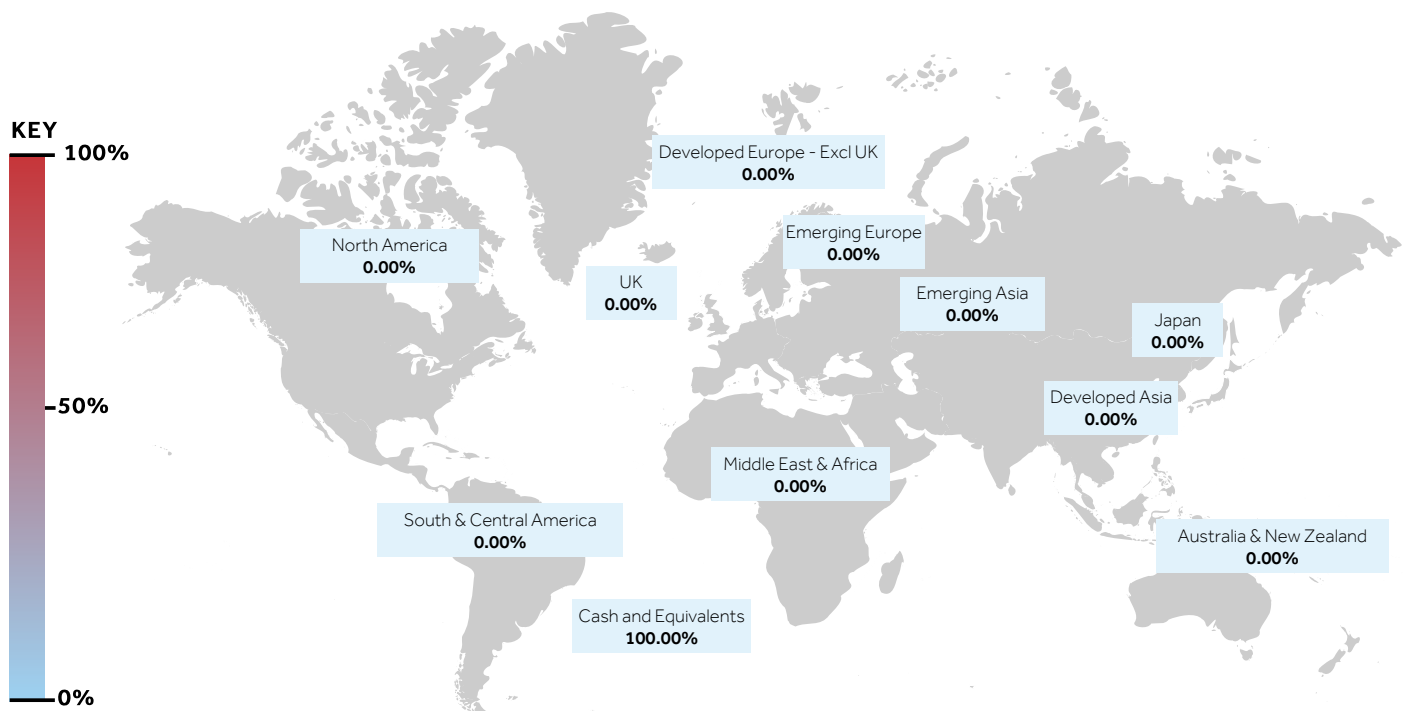 KEY
100%
50%
0%
Developed Europe - Excl UK
0.00%
North America
0.00%
Emerging Europe
0.00%
UK
0.00%
Emerging Asia
0.00%
Japan
0.00%
Developed Asia
0.00%
Middle East & Africa
0.00%
South & Central America
0.00%
Australia & New Zealand
0.00%
Cash and Equivalents
100.00%